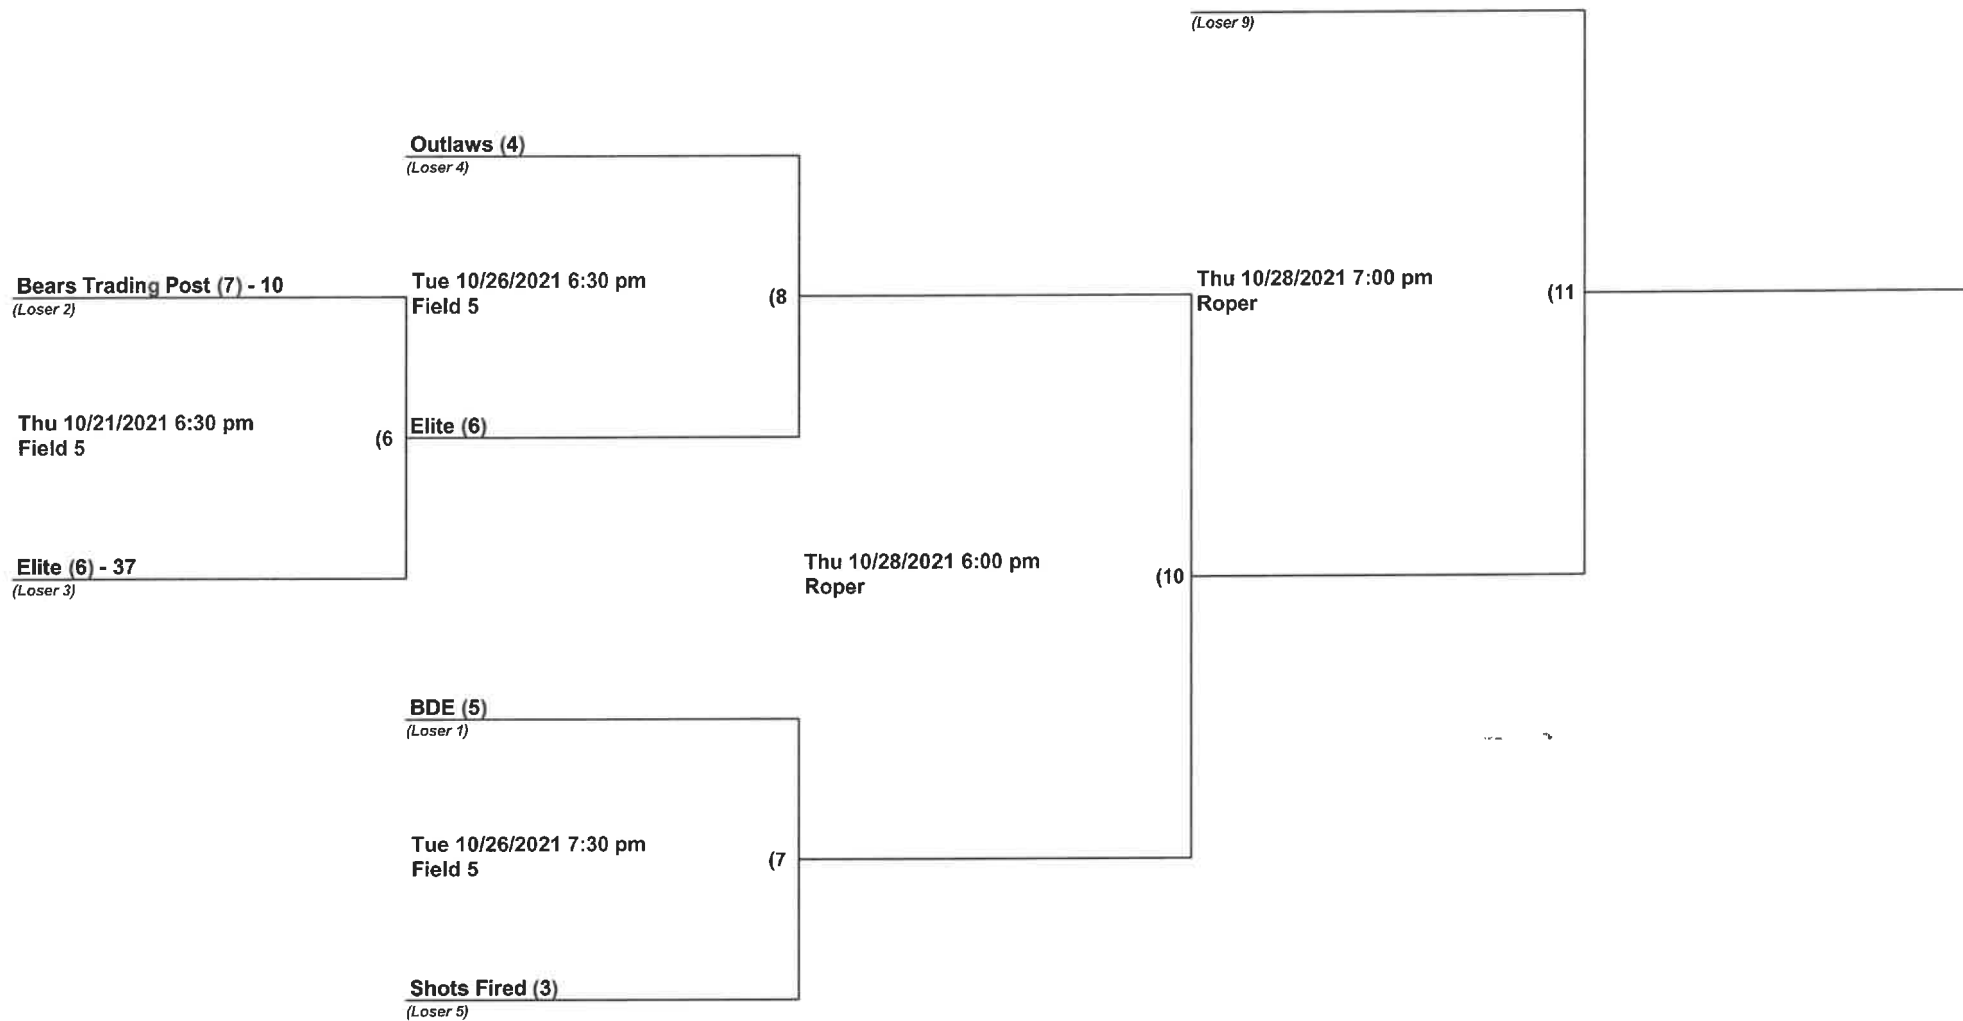 (Loser 9)
Outlaws (4)
(Loser 4)
Bears Trading Post (7) - 10
(Loser 2)
Tue 10/26/2021 6:30 pm
Field 5
(8
Thu 10/28/2021 7:00 pm
Roper
(11
Thu 10/21/2021 6:30 pm
Field 5
(6
Elite (6)
Elite (6) - 37
(Loser 3)
Thu 10/28/2021 6:00 pm
Roper
(10
BDE (5)
(Loser 1)
Tue 10/26/2021 7:30 pm
Field 5
(7
Shots Fired (3)
(Loser 5)